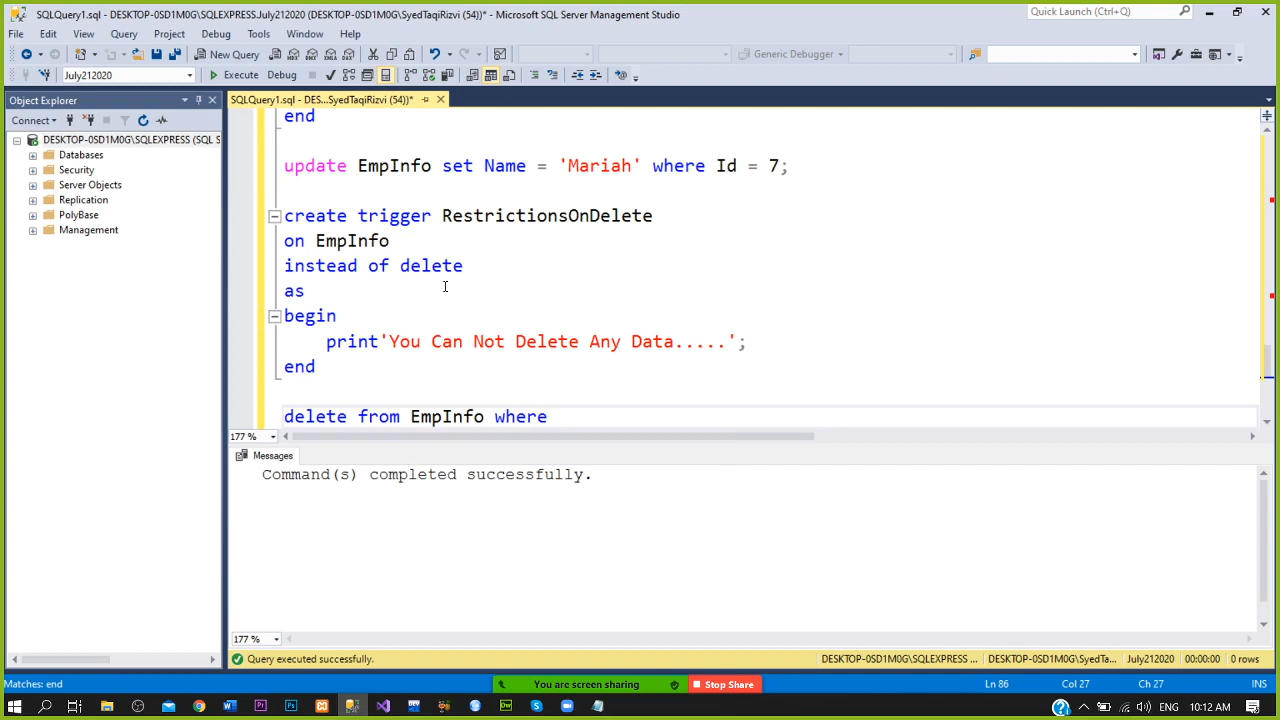 SQLQuery1.sql - DESKTOP-0SD1M0G\SQLEXPRESS.July212020 (DESKTOP-0SD1M0G\SyedTaqiRizvi (54))* - Microsoft SQL Server Management Studio
Quick Launch (Ctrl+Q)
File Edit View Query Project Debug Tools Window Help
New Query
Generic Debugger
July212020
Execute Debug
Object Explorer
SQLQuery1.sql - DES...SyedTaqiRizvi (54))*
Connect
DESKTOP-0SD1M0G\SQLEXPRESS (SQL S
Databases
Security
Server Objects
Replication
PolyBase
Management
end
update EmpInfo set Name = 'Mariah' where Id = 7;
create trigger RestrictionsOnDelete
on EmpInfo
instead of delete
as
begin
print'You Can Not Delete Any Data.....';
end
delete from EmpInfo where
177 %
Messages
Command(s) completed successfully.
177 %
Query executed successfully.
DESKTOP-0SD1M0G\SQLEXPRESS ... DESKTOP-0SD1M0G\SyedTa... July212020 00:00:00 0 rows
Matches: end
You are screen sharing
Stop Share
Ln 86 Col 27 Ch 27 INS
10:12 AM